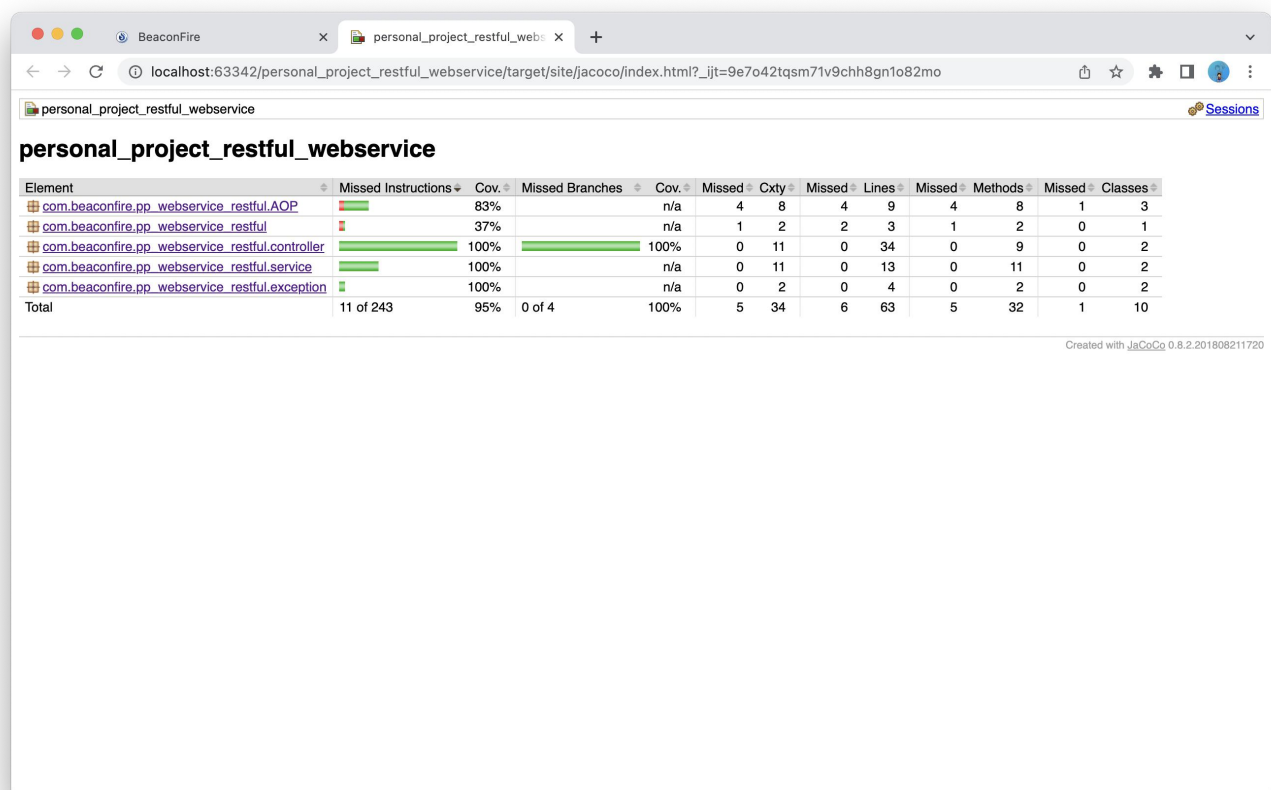 BeaconFire
personal_project_restful_webs
localhost:63342/personal_project_restful_webservice/target/site/jacoco/index.html?_ijt=9e7o42tqsm71v9chh8gn1o82mo
personal_project_restful_webservice Sessions
personal_project_restful_webservice
Element Missed Instructions Cov. Missed Branches Cov. Missed Cxty Missed Lines Missed Methods Missed Classes
com.beaconfire.pp_webservice_restful.AOP 83% n/a 4 8 4 9 4 8 1 3
com.beaconfire.pp_webservice_restful 37% n/a 1 2 2 3 1 2 0 1
com.beaconfire.pp_webservice_restful.controller 100% 100% 0 11 0 34 0 9 0 2
com.beaconfire.pp_webservice_restful.service 100% n/a 0 11 0 13 0 11 0 2
com.beaconfire.pp_webservice_restful.exception 100% n/a 0 2 0 4 0 2 0 2
Total 11 of 243 95% 0 of 4 100% 5 34 6 63 5 32 1 10
Created with JaCoCo 0.8.2.201808211720